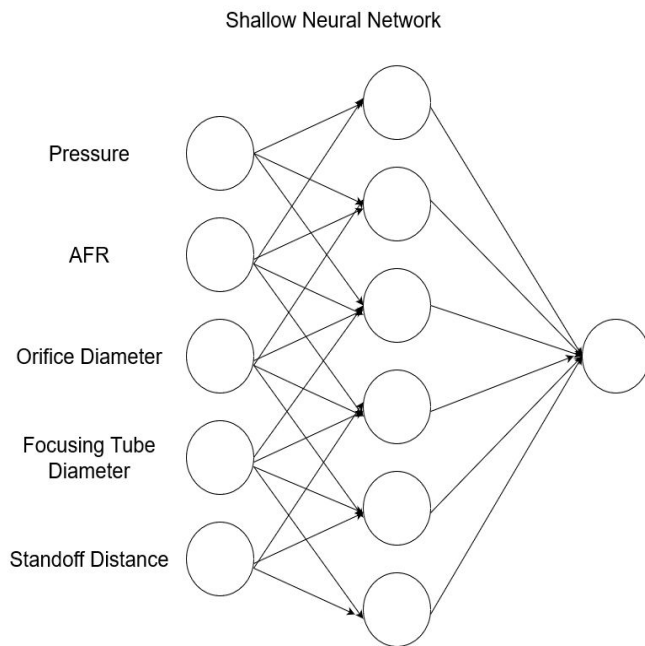 Shallow Neural Network
Pressure
AFR
Orifice Diameter
Focusing Tube
Diameter
Standoff Distance